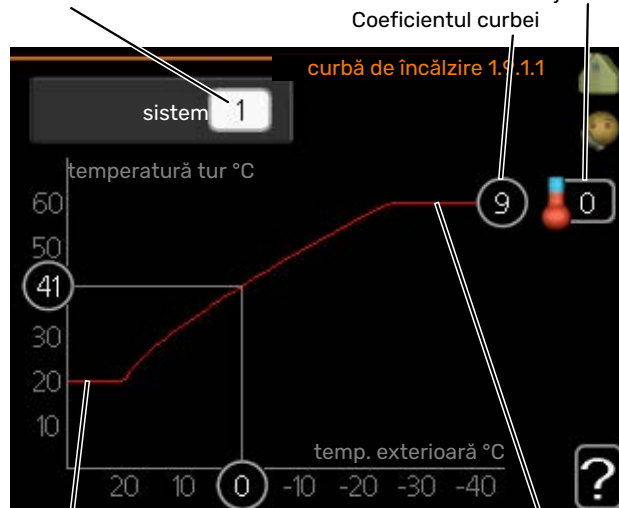 Coeficientul curbei
curbă de încălzire 1.9.1.1
sistem 1
temperatură tur °C
60
9
0
50
41
30
20
10
temp. exterioară °C
20 10 0 -10 -20 -30 -40
?